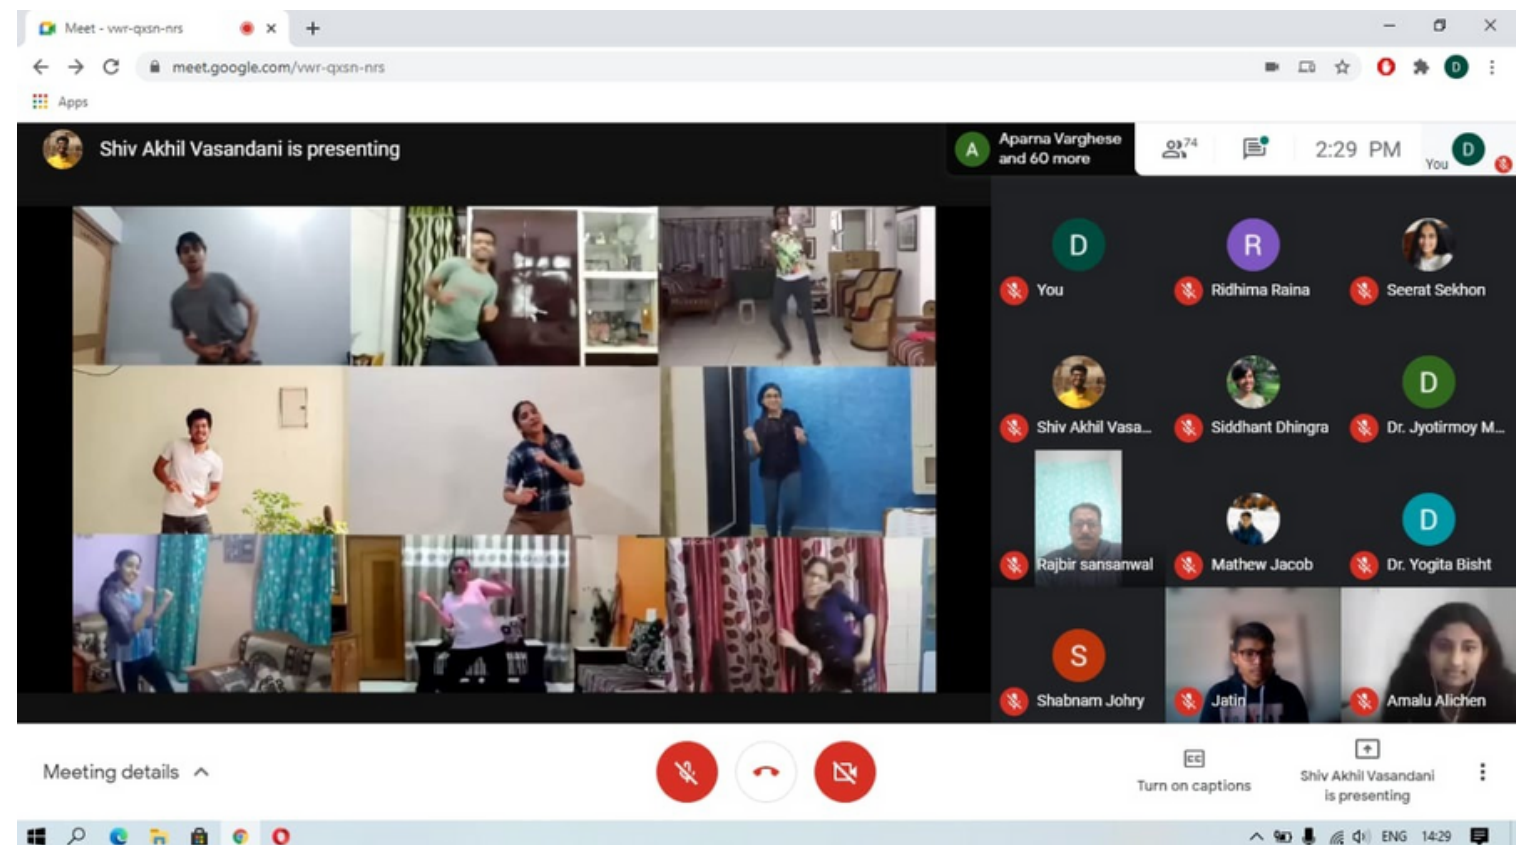 Meet - vwr-qxsn-nrs
meet.google.com/vwr-qxsn-nrs
Apps
Shiv Akhil Vasandani is presenting
A
Aparna Varghese
and 60 more
74
2:29 PM
You
D
D
R
You
Ridhima Raina
Seerat Sekhon
D
Shiv Akhil Vasa...
Siddhant Dhingra
Dr. Jyotirmoy M...
D
Rajbir sansanwal
Mathew Jacob
Dr. Yogita Bisht
S
Shabnam Johry
Jatin
Amalu Alichen
Meeting details
CC
Turn on captions
Shiv Akhil Vasandani
is presenting
ENG
14:29